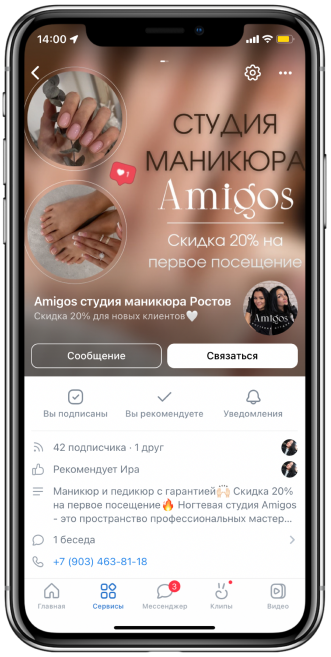 14:00
СТУДИЯ
МАНИКЮРА
Amigos
Скидка 20% на
первое посещение
1
Amigos студия маникюра Ростов
Скидка 20% для новых клиентов🤍
Amigos
Сообщение
Связаться
Вы подписаны
Вы рекомендуете
Уведомления
42 подписчика · 1 друг
Рекомендует Ира
Маникюр и педикюр с гарантией🙌🏻 Скидка 20%
на первое посещение🔥 Ногтевая студия Amigos
- это пространство профессиональных мастер...
1 беседа
+7 (903) 463-81-18
3
Главная
Сервисы
Мессенджер
Клипы
Видео